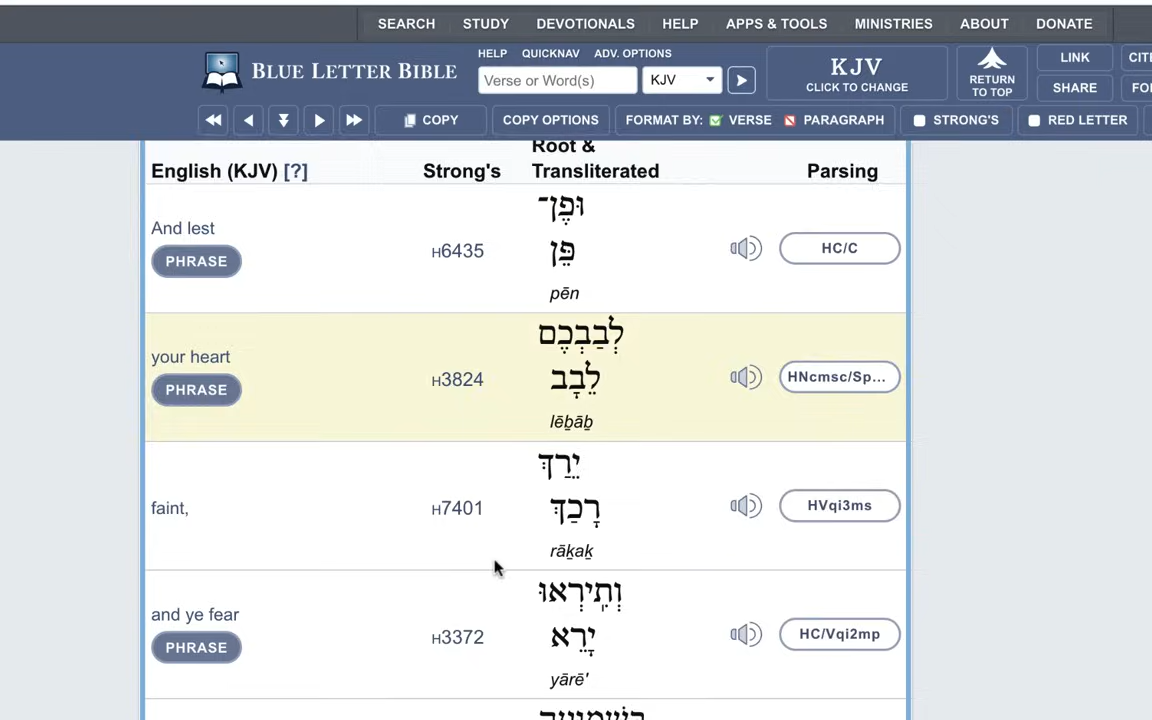 SEARCH STUDY DEVOTIONALS HELP APPS & TOOLS MINISTRIES ABOUT DONATE
BLUE LETTER BIBLE
HELP QUICKNAV ADV. OPTIONS
Verse or Word(s) KJV
KJV
CLICK TO CHANGE
RETURN
TO TOP
LINK
SHARE
COPY COPY OPTIONS FORMAT BY: VERSE PARAGRAPH STRONG'S RED LETTER
English (KJV) [?] Strong's Root &
Transliterated Parsing
And lest
PHRASE
H6435
וּפֶן־
פֵּן
pēn
HC/C
your heart
PHRASE
H3824
לְבַבְכֶם
לֵבָב
lēḇāḇ
HNcmsc/Sp...
faint,
H7401
יֵרַךְ
רָכַךְ
rāḵaḵ
HVqi3ms
and ye fear
PHRASE
H3372
וְתִֽירְאוּ
יָרֵא
yārē'
HC/Vqi2mp